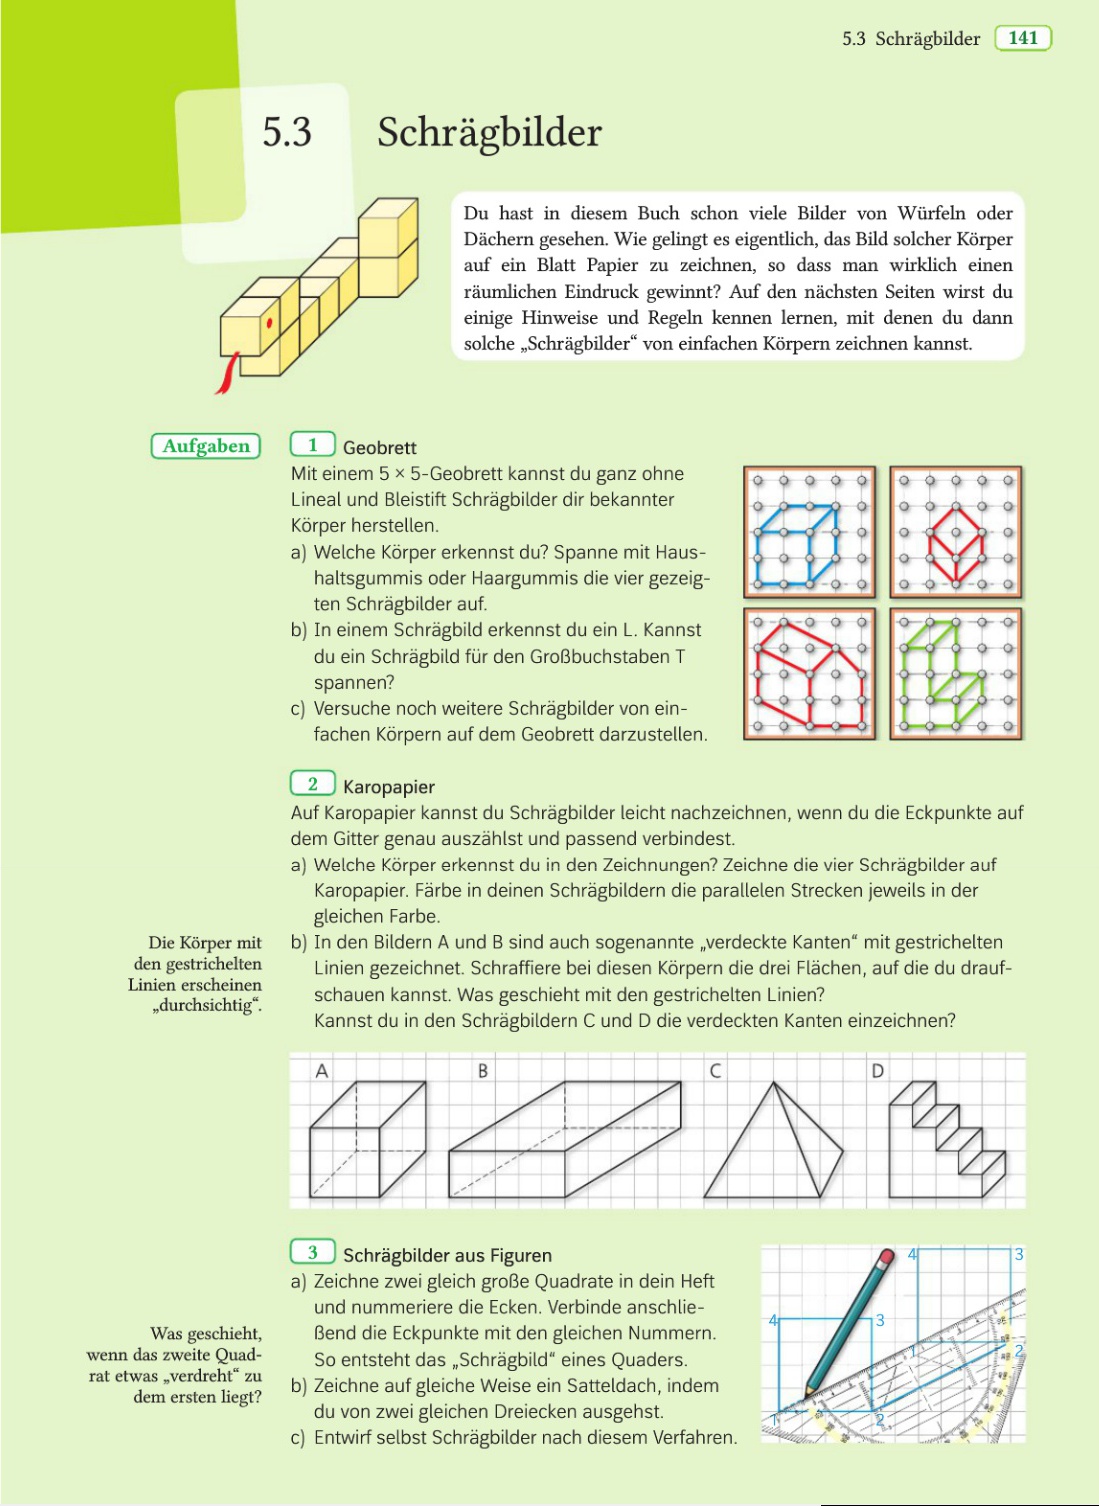 5.3 Schrägbilder 141
5.3 Schrägbilder
Du hast in diesem Buch schon viele Bilder von Würfeln oder
Dächern gesehen. Wie gelingt es eigentlich, das Bild solcher Körper
auf ein Blatt Papier zu zeichnen, so dass man wirklich einen
räumlichen Eindruck gewinnt? Auf den nächsten Seiten wirst du
einige Hinweise und Regeln kennen lernen, mit denen du dann
solche „Schrägbilder“ von einfachen Körpern zeichnen kannst.
Aufgaben
1 Geobrett
Mit einem 5 × 5-Geobrett kannst du ganz ohne
Lineal und Bleistift Schrägbilder dir bekannter
Körper herstellen.
a) Welche Körper erkennst du? Spanne mit Haus-
haltsgummis oder Haargummis die vier gezeig-
ten Schrägbilder auf.
b) In einem Schrägbild erkennst du ein L. Kannst
du ein Schrägbild für den Großbuchstaben T
spannen?
c) Versuche noch weitere Schrägbilder von ein-
fachen Körpern auf dem Geobrett darzustellen.
2 Karopapier
Auf Karopapier kannst du Schrägbilder leicht nachzeichnen, wenn du die Eckpunkte auf
dem Gitter genau auszählst und passend verbindest.
a) Welche Körper erkennst du in den Zeichnungen? Zeichne die vier Schrägbilder auf
Karopapier. Färbe in deinen Schrägbildern die parallelen Strecken jeweils in der
gleichen Farbe.
Die Körper mit
den gestrichelten
Linien erscheinen
„durchsichtig“.
b) In den Bildern A und B sind auch sogenannte „verdeckte Kanten“ mit gestrichelten
Linien gezeichnet. Schraffiere bei diesen Körpern die drei Flächen, auf die du drauf-
schauen kannst. Was geschieht mit den gestrichelten Linien?
Kannst du in den Schrägbildern C und D die verdeckten Kanten einzeichnen?
A B C D
3 Schrägbilder aus Figuren
a) Zeichne zwei gleich große Quadrate in dein Heft
und nummeriere die Ecken. Verbinde anschlie-
ßend die Eckpunkte mit den gleichen Nummern.
So entsteht das „Schrägbild“ eines Quaders.
Was geschieht,
wenn das zweite Quad-
rat etwas „verdreht“ zu
dem ersten liegt?
b) Zeichne auf gleiche Weise ein Satteldach, indem
du von zwei gleichen Dreiecken ausgehst.
c) Entwirf selbst Schrägbilder nach diesem Verfahren.
4 3
4 3
1 2
1 2